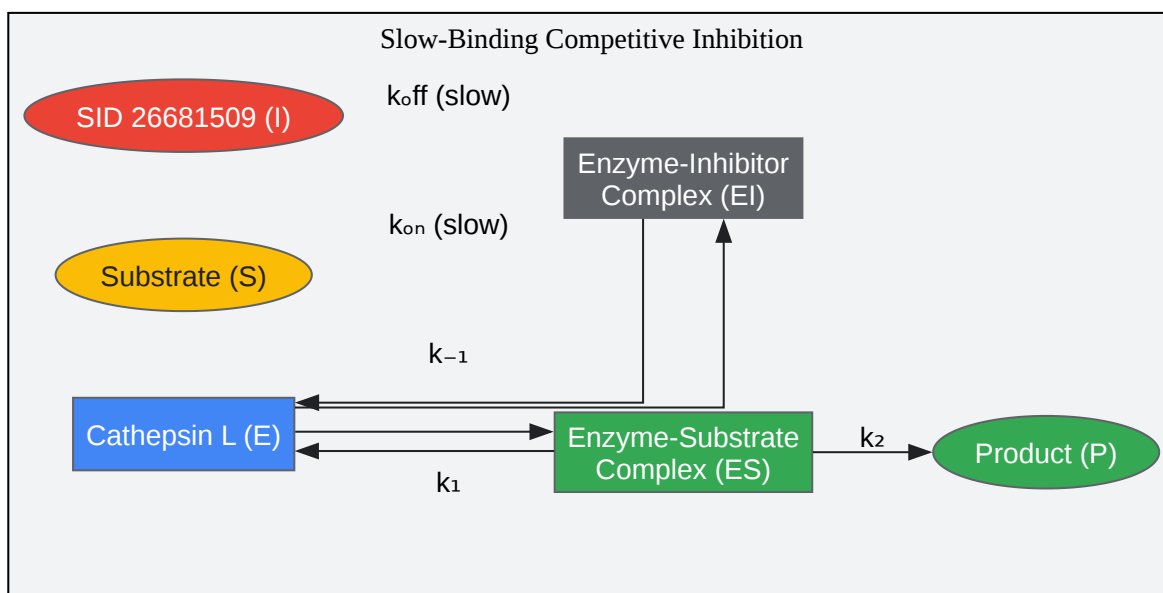 Slow-Binding Competitive Inhibition
SID 26681509 (I)
kₒff (slow)
Enzyme-Inhibitor
Complex (EI)
kₒₙ (slow)
Substrate (S)
k₋₁
Cathepsin L (E)
Enzyme-Substrate
Complex (ES)
k₂
Product (P)
k₁